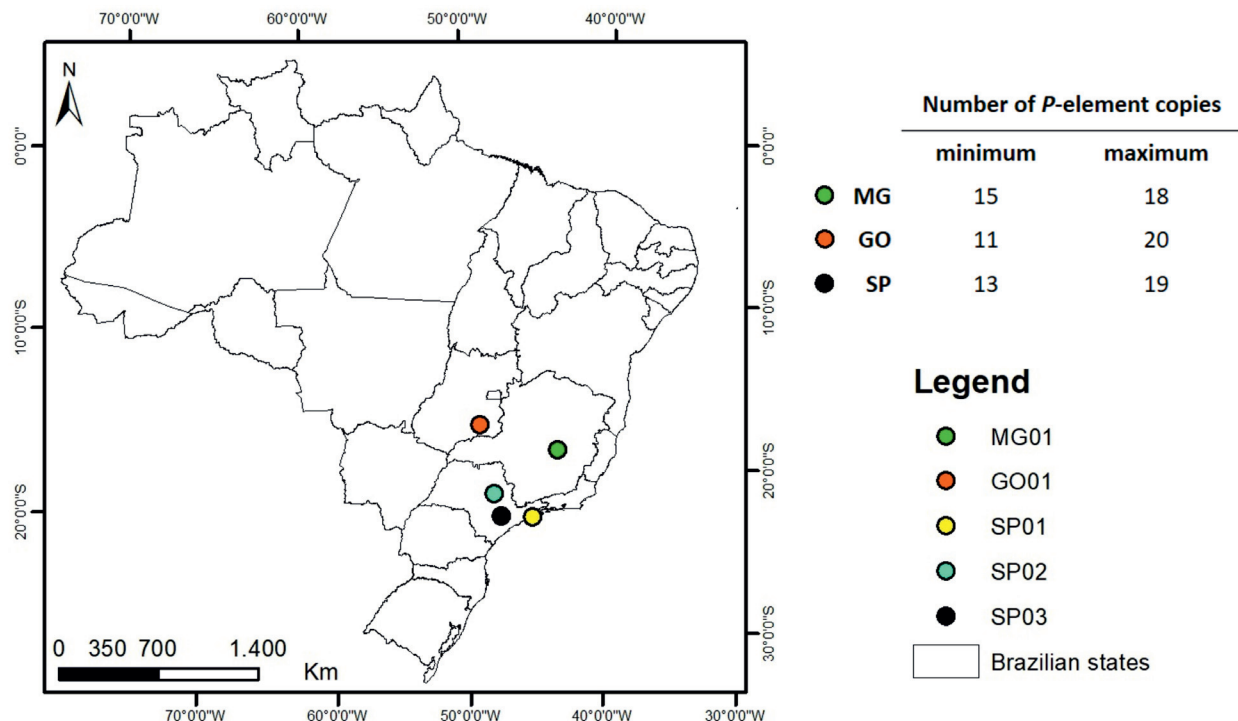 70°0'0"W 60°0'0"W 50°0'0"W 40°0'0"W
N
0°0'0"
10°0'0"S
20°0'0"S
0°0'0"
10°0'0"S
20°0'0"S
30°0'0"S
0 350 700 1.400
Km
70°0'0"W 60°0'0"W 50°0'0"W 40°0'0"W 30°0'0"W
Number of P-element copies
minimum maximum
MG 15 18
GO 11 20
SP 13 19
Legend
MG01
GO01
SP01
SP02
SP03
Brazilian states